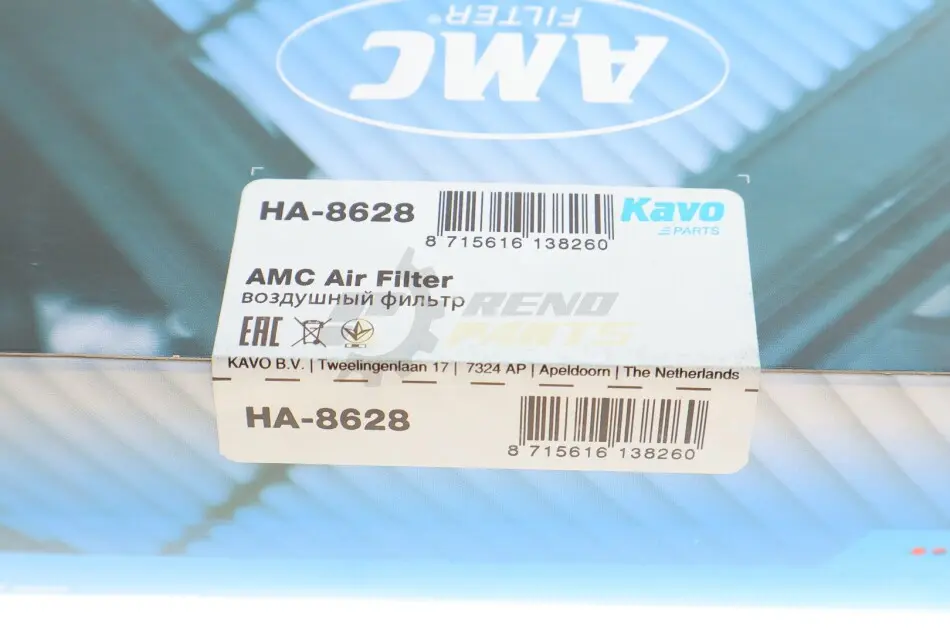 AMC
FILTER®
HA-8628
8 715616 138260
Kavo
PARTS
AMC Air Filter
воздушный фильтр
EAC
RENO
PARTS
KAVO B.V. | Tweelingenlaan 17 | 7324 AP | Apeldoorn | The Netherlands
HA-8628
8 715616 138260